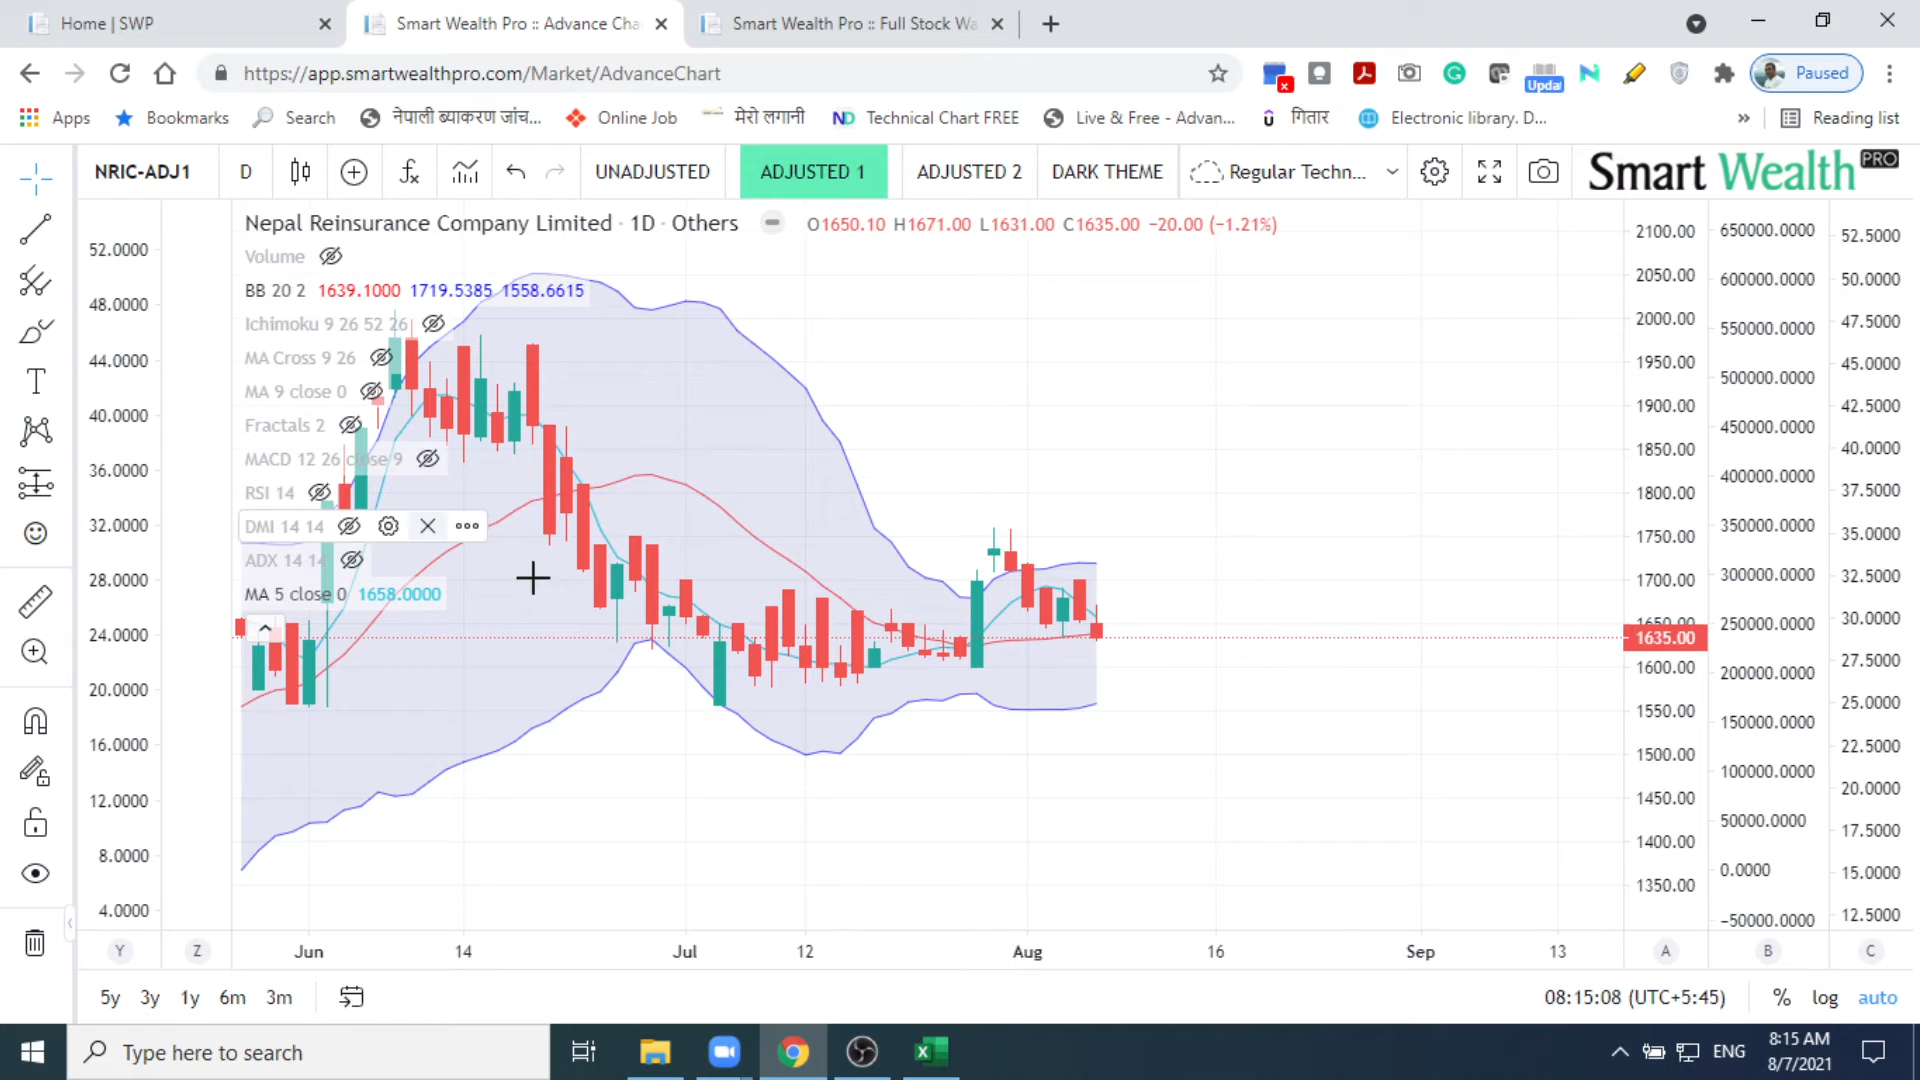 Home | SWP
Smart Wealth Pro :: Advance Cha
Smart Wealth Pro :: Full Stock Wa
https://app.smartwealthpro.com/Market/AdvanceChart
Updat
Paused
Apps Bookmarks Search नेपाली ब्याकरण जांच... Online Job मेरो लगानी ND Technical Chart FREE Live & Free - Advan... गितार Electronic library. D... » Reading list
NRIC-ADJ1 D UNADJUSTED ADJUSTED 1 ADJUSTED 2 DARK THEME Regular Techn...
Smart Wealth PRO
Nepal Reinsurance Company Limited · 1D · Others O1650.10 H1671.00 L1631.00 C1635.00 −20.00 (−1.21%)
Volume
BB 20 2 1639.1000 1719.5385 1558.6615
Ichimoku 9 26 52 26
MA Cross 9 26
MA 9 close 0
Fractals 2
MACD 12 26 close 9
RSI 14
DMI 14 14
ADX 14 14
MA 5 close 0 1658.0000
52.0000
48.0000
44.0000
40.0000
36.0000
32.0000
28.0000
24.0000
20.0000
16.0000
12.0000
8.0000
4.0000
2100.00
2050.00
2000.00
1950.00
1900.00
1850.00
1800.00
1750.00
1700.00
1650.00
1635.00
1600.00
1550.00
1500.00
1450.00
1400.00
1350.00
650000.0000
600000.0000
550000.0000
500000.0000
450000.0000
400000.0000
350000.0000
300000.0000
250000.0000
200000.0000
150000.0000
100000.0000
50000.0000
0.0000
−50000.0000
52.5000
50.0000
47.5000
45.0000
42.5000
40.0000
37.5000
35.0000
32.5000
30.0000
27.5000
25.0000
22.5000
20.0000
17.5000
15.0000
12.5000
Y Z Jun 14 Jul 12 Aug 16 Sep 13 A B C
5y 3y 1y 6m 3m 08:15:08 (UTC+5:45) % log auto
Type here to search
ENG
8:15 AM
8/7/2021